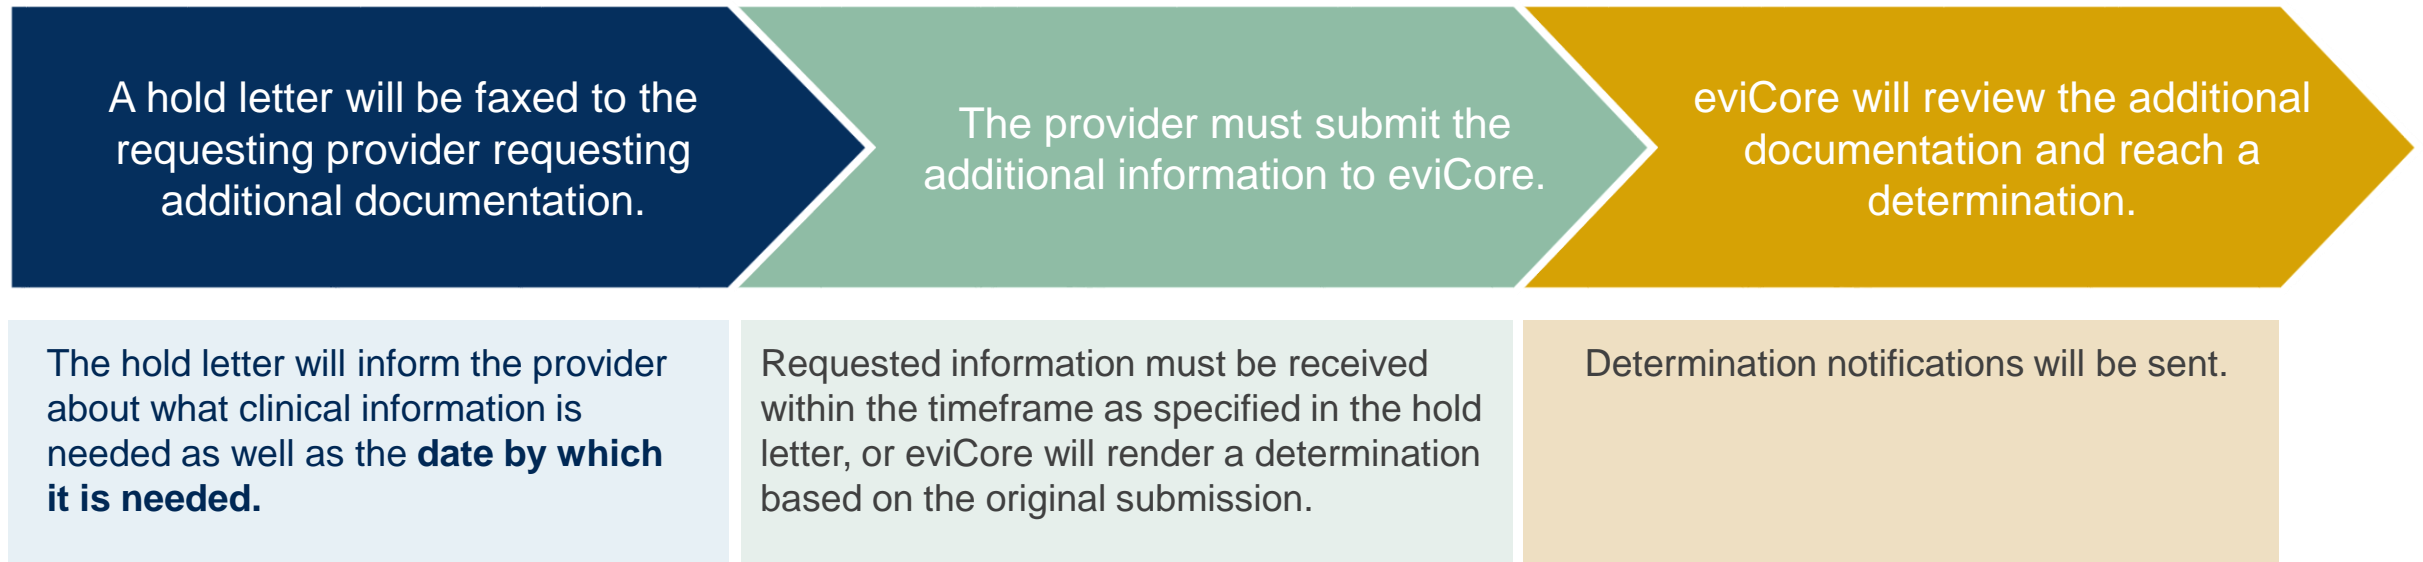 A hold letter will be faxed to the
requesting provider requesting
additional documentation.
The provider must submit the
additional information to eviCore.
eviCore will review the additional
documentation and reach a
determination.
The hold letter will inform the provider
about what clinical information is
needed as well as the date by which
it is needed.
Requested information must be received
within the timeframe as specified in the hold
letter, or eviCore will render a determination
based on the original submission.
Determination notifications will be sent.